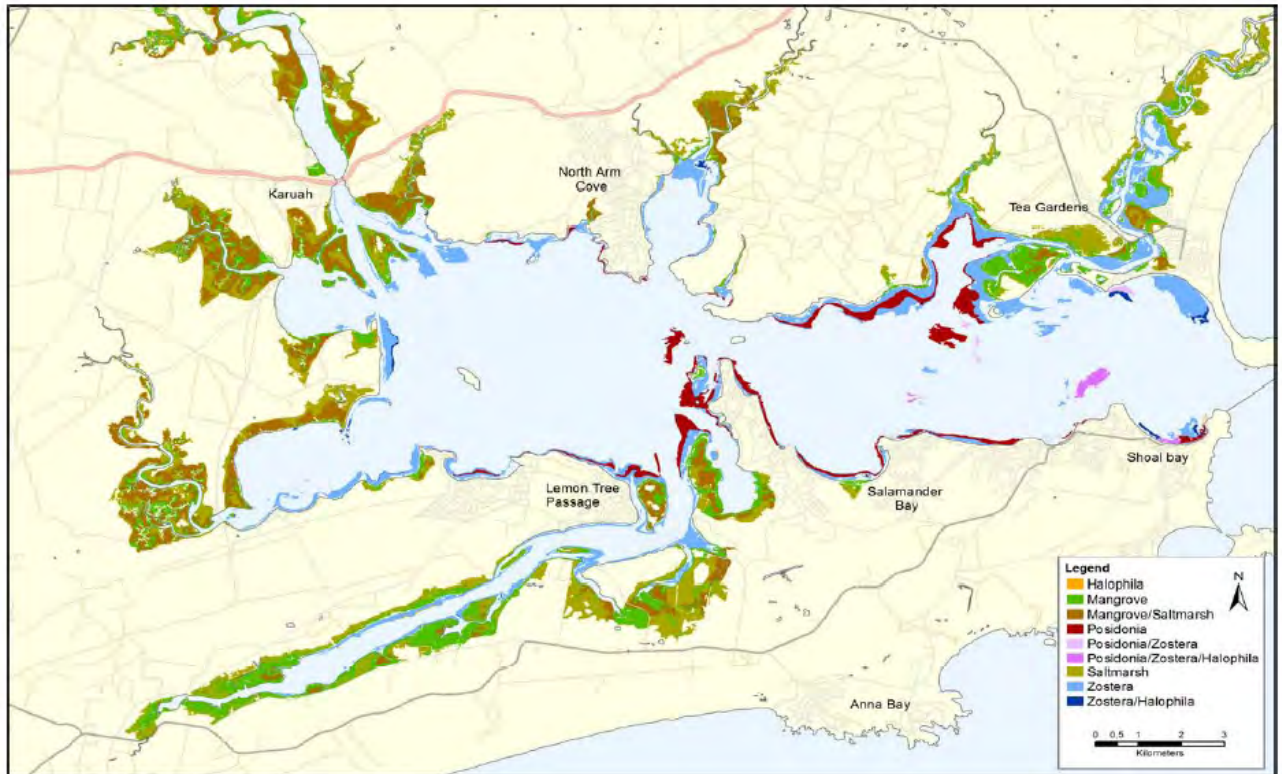 Karuah
North Arm
Cove
Tea Gardens
Lemon Tree
Passage
Salamander
Bay
Shoal bay
Anna Bay
Legend
Halophila
Mangrove
Mangrove/Saltmarsh
Posidonia
Posidonia/Zostera
Posidonia/Zostera/Halophila
Saltmarsh
Zostera
Zostera/Halophila
N
0 0.5 1 2 3
Kilometers